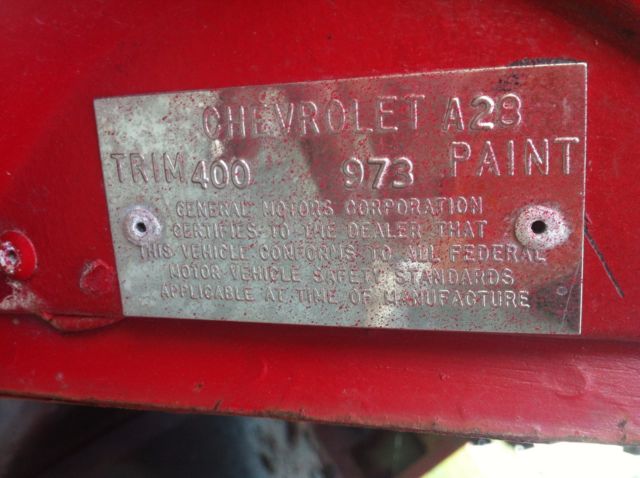 CHEVROLET A28
TRIM 400 973 PAINT
GENERAL MOTORS CORPORATION
CERTIFIES TO THE DEALER THAT
THIS VEHICLE CONFORMS TO ALL FEDERAL
MOTOR VEHICLE SAFETY STANDARDS
APPLICABLE AT TIME OF MANUFACTURE